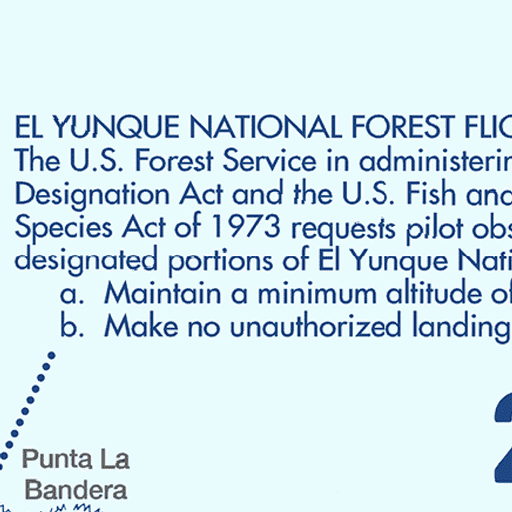 EL YUNQUE NATIONAL FOREST FLIG
The U.S. Forest Service in administerin
Designation Act and the U.S. Fish and
Species Act of 1973 requests pilot obs
designated portions of El Yunque Nati
a. Maintain a minimum altitude of
b. Make no unauthorized landing
2
Punta La
Bandera